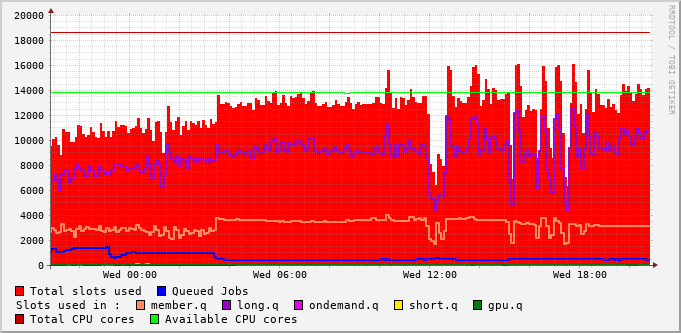 20000
18000
16000
14000
12000
10000
8000
6000
4000
2000
0
Wed 00:00 Wed 06:00 Wed 12:00 Wed 18:00
RRDTOOL / TOBI OETIKER
Total slots used Queued Jobs
Slots used in : member.q long.q ondemand.q short.q gpu.q
Total CPU cores Available CPU cores